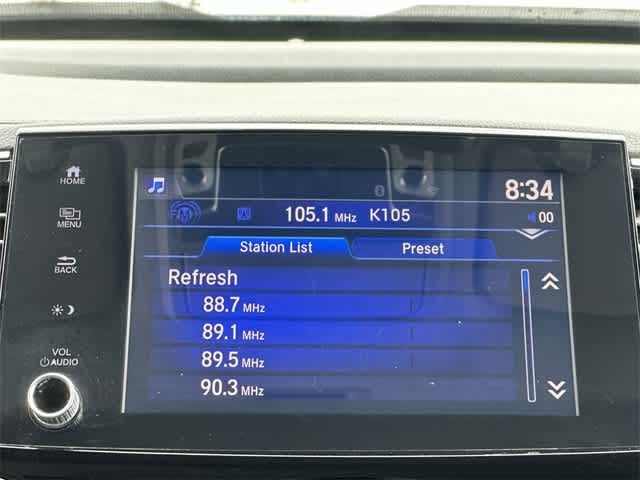 HOME
MENU
BACK
VOL
AUDIO
8:34
FM 105.1 MHz K105
00
Station List Preset
Refresh
88.7 MHz
89.1 MHz
89.5 MHz
90.3 MHz